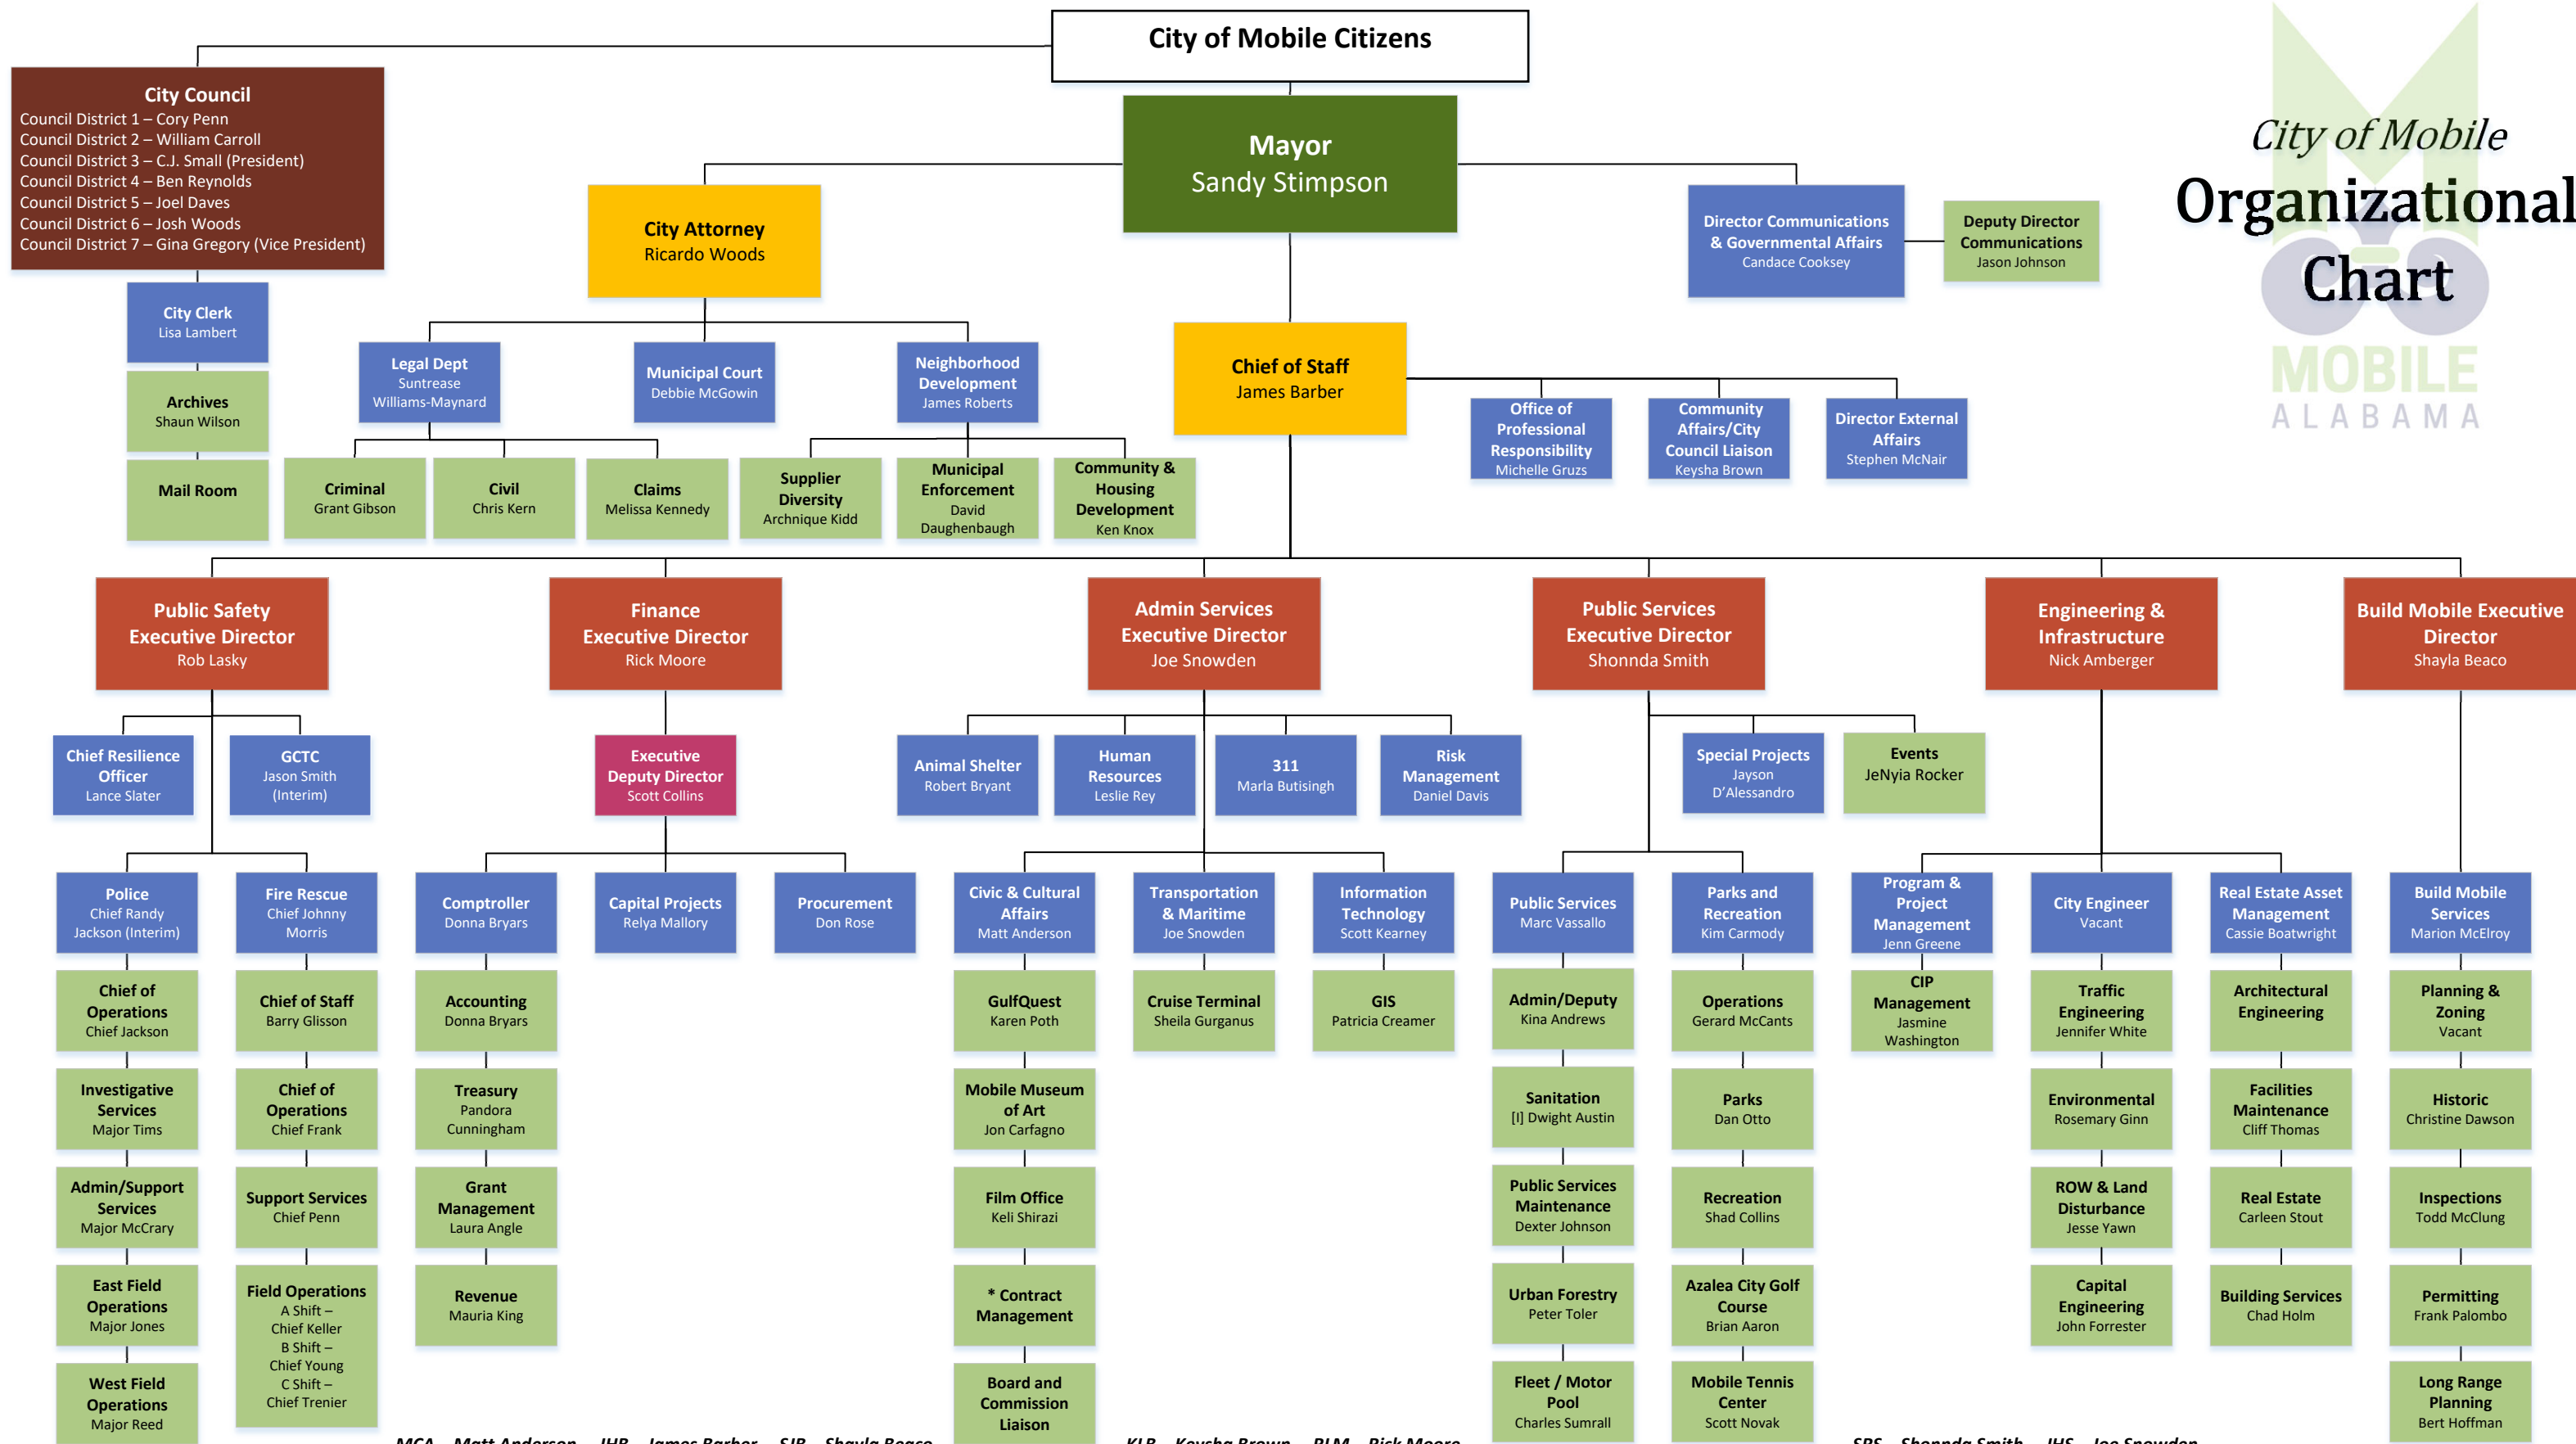 City of Mobile Citizens
City Council
Council District 1 – Cory Penn
Council District 2 – William Carroll
Council District 3 – C.J. Small (President)
Council District 4 – Ben Reynolds
Council District 5 – Joel Daves
Council District 6 – Josh Woods
Council District 7 – Gina Gregory (Vice President)
Mayor
Sandy Stimpson
City of Mobile
Organizational
Chart
MOBILE
ALABAMA
City Attorney
Ricardo Woods
Director Communications
& Governmental Affairs
Candace Cooksey
Deputy Director
Communications
Jason Johnson
City Clerk
Lisa Lambert
Archives
Shaun Wilson
Mail Room
Legal Dept
Suntrease
Williams-Maynard
Municipal Court
Debbie McGowin
Neighborhood
Development
James Roberts
Chief of Staff
James Barber
Office of
Professional
Responsibility
Michelle Gruzs
Community
Affairs/City
Council Liaison
Keysha Brown
Director External
Affairs
Stephen McNair
Criminal
Grant Gibson
Civil
Chris Kern
Claims
Melissa Kennedy
Supplier
Diversity
Archnique Kidd
Municipal
Enforcement
David
Daughenbaugh
Community &
Housing
Development
Ken Knox
Public Safety
Executive Director
Rob Lasky
Finance
Executive Director
Rick Moore
Admin Services
Executive Director
Joe Snowden
Public Services
Executive Director
Shonnda Smith
Engineering &
Infrastructure
Nick Amberger
Build Mobile Executive
Director
Shayla Beaco
Chief Resilience
Officer
Lance Slater
GCTC
Jason Smith
(Interim)
Executive
Deputy Director
Scott Collins
Animal Shelter
Robert Bryant
Human
Resources
Leslie Rey
311
Marla Butisingh
Risk
Management
Daniel Davis
Special Projects
Jayson
D’Alessandro
Events
JeNyia Rocker
Police
Chief Randy
Jackson (Interim)
Chief of
Operations
Chief Jackson
Investigative
Services
Major Tims
Admin/Support
Services
Major McCrary
East Field
Operations
Major Jones
West Field
Operations
Major Reed
Fire Rescue
Chief Johnny
Morris
Chief of Staff
Barry Glisson
Chief of
Operations
Chief Frank
Support Services
Chief Penn
Field Operations
A Shift –
Chief Keller
B Shift –
Chief Young
C Shift –
Chief Trenier
Comptroller
Donna Bryars
Accounting
Donna Bryars
Treasury
Pandora
Cunningham
Grant
Management
Laura Angle
Revenue
Mauria King
Capital Projects
Relya Mallory
Procurement
Don Rose
Civic & Cultural
Affairs
Matt Anderson
GulfQuest
Karen Poth
Mobile Museum
of Art
Jon Carfagno
Film Office
Keli Shirazi
* Contract
Management
Board and
Commission
Liaison
Transportation
& Maritime
Joe Snowden
Cruise Terminal
Sheila Gurganus
Information
Technology
Scott Kearney
GIS
Patricia Creamer
Public Services
Marc Vassallo
Admin/Deputy
Kina Andrews
Sanitation
[I] Dwight Austin
Public Services
Maintenance
Dexter Johnson
Urban Forestry
Peter Toler
Fleet / Motor
Pool
Charles Sumrall
Parks and
Recreation
Kim Carmody
Operations
Gerard McCants
Parks
Dan Otto
Recreation
Shad Collins
Azalea City Golf
Course
Brian Aaron
Mobile Tennis
Center
Scott Novak
Program &
Project
Management
Jenn Greene
CIP
Management
Jasmine
Washington
City Engineer
Vacant
Traffic
Engineering
Jennifer White
Environmental
Rosemary Ginn
ROW & Land
Disturbance
Jesse Yawn
Capital
Engineering
John Forrester
Real Estate Asset
Management
Cassie Boatwright
Architectural
Engineering
Facilities
Maintenance
Cliff Thomas
Real Estate
Carleen Stout
Building Services
Chad Holm
Build Mobile
Services
Marion McElroy
Planning &
Zoning
Vacant
Historic
Christine Dawson
Inspections
Todd McClung
Permitting
Frank Palombo
Long Range
Planning
Bert Hoffman
MCA – Matt Anderson JHB – James Barber SJB – Shayla Beaco KLB – Keysha Brown RLM – Rick Moore SRS – Shonnda Smith JHS – Joe Snowden